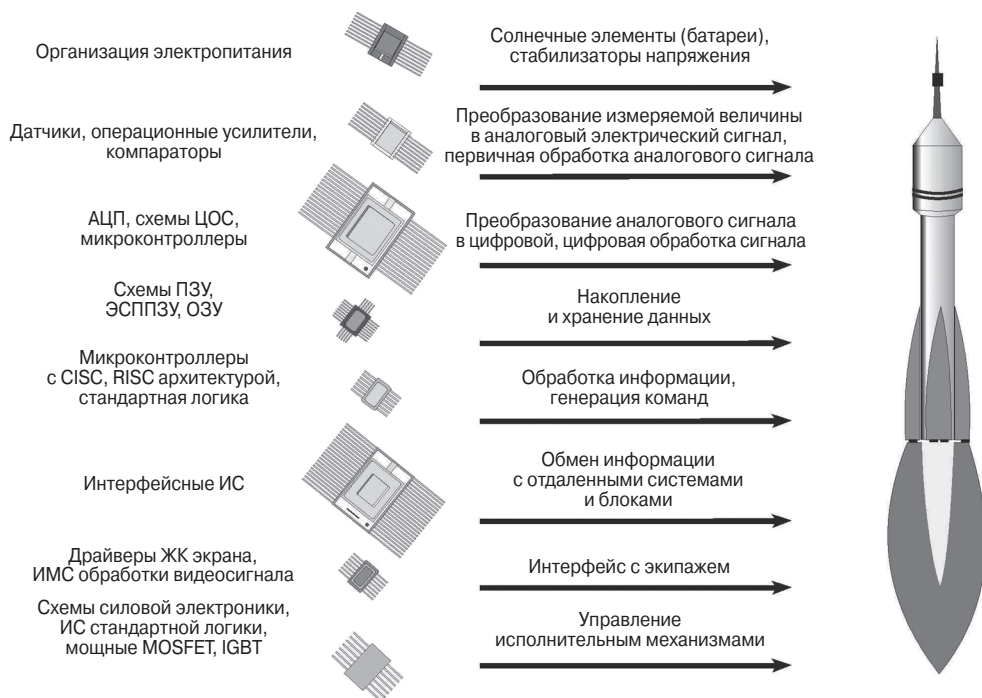 Организация электропитания
Солнечные элементы (батареи),
стабилизаторы напряжения
Датчики, операционные усилители,
компараторы
Преобразование измеряемой величины
в аналоговый электрический сигнал,
первичная обработка аналогового сигнала
АЦП, схемы ЦОС,
микроконтроллеры
Преобразование аналогового сигнала
в цифровой, цифровая обработка сигнала
Схемы ПЗУ,
ЭСППЗУ, ОЗУ
Накопление
и хранение данных
Микроконтроллеры
с CISC, RISC архитектурой,
стандартная логика
Обработка информации,
генерация команд
Интерфейсные ИС
Обмен информации
с отдаленными системами
и блоками
Драйверы ЖК экрана,
ИМС обработки видеосигнала
Интерфейс с экипажем
Схемы силовой электроники,
ИС стандартной логики,
мощные MOSFET, IGBT
Управление
исполнительным механизмами